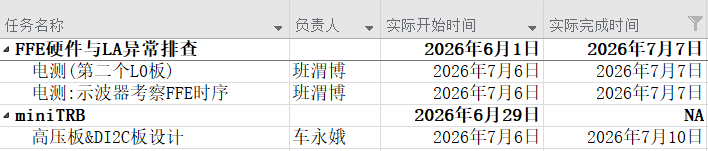 任务名称 负责人 实际开始时间 实际完成时间
FFE硬件与LA异常排查 2026年6月1日 2026年7月7日
电测(第二个L0板) 班渭博 2026年7月6日 2026年7月7日
电测:示波器考察FFE时序 班渭博 2026年7月6日 2026年7月7日
miniTRB 2026年6月29日 NA
高压板&DI2C板设计 车永娥 2026年7月6日 2026年7月10日